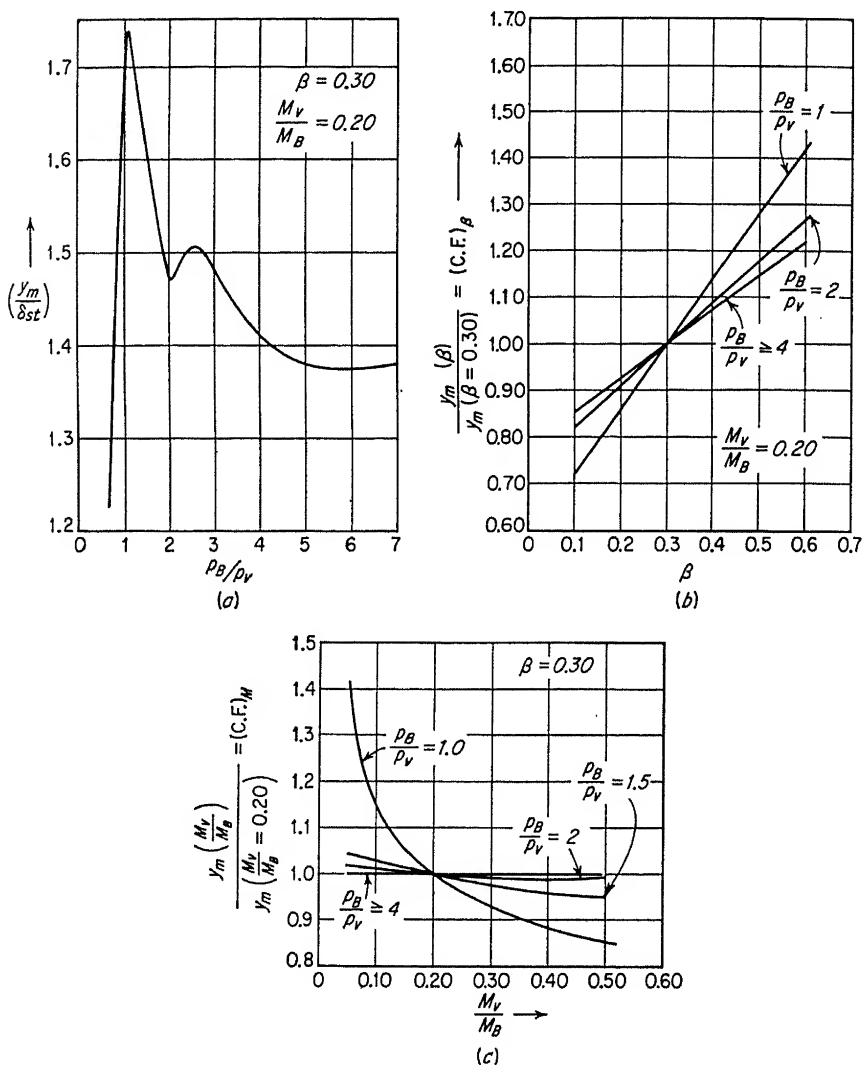 1.7
1.6
1.5
1.4
1.3
1.2
(y_m/δ_st)
β = 0.30
M_v/M_B = 0.20
0 1 2 3 4 5 6 7
p_B/p_v
(a)
1.70
1.60
1.50
1.40
1.30
1.20
1.10
1.00
0.90
0.80
0.70
0.60
y_m(β)/y_m(β = 0.30) = (C.F.)_β
p_B/p_v = 1
p_B/p_v = 2
p_B/p_v ≧ 4
M_v/M_B = 0.20
0.1 0.2 0.3 0.4 0.5 0.6 0.7
β
(b)
1.5
1.4
1.3
1.2
1.1
1.0
0.9
0.8
y_m(M_v/M_B)/y_m(M_v/M_B = 0.20) = (C.F.)_M
β = 0.30
p_B/p_v = 1.0
p_B/p_v = 1.5
p_B/p_v = 2
p_B/p_v ≧ 4
0 0.10 0.20 0.30 0.40 0.50 0.60
M_v/M_B
(c)